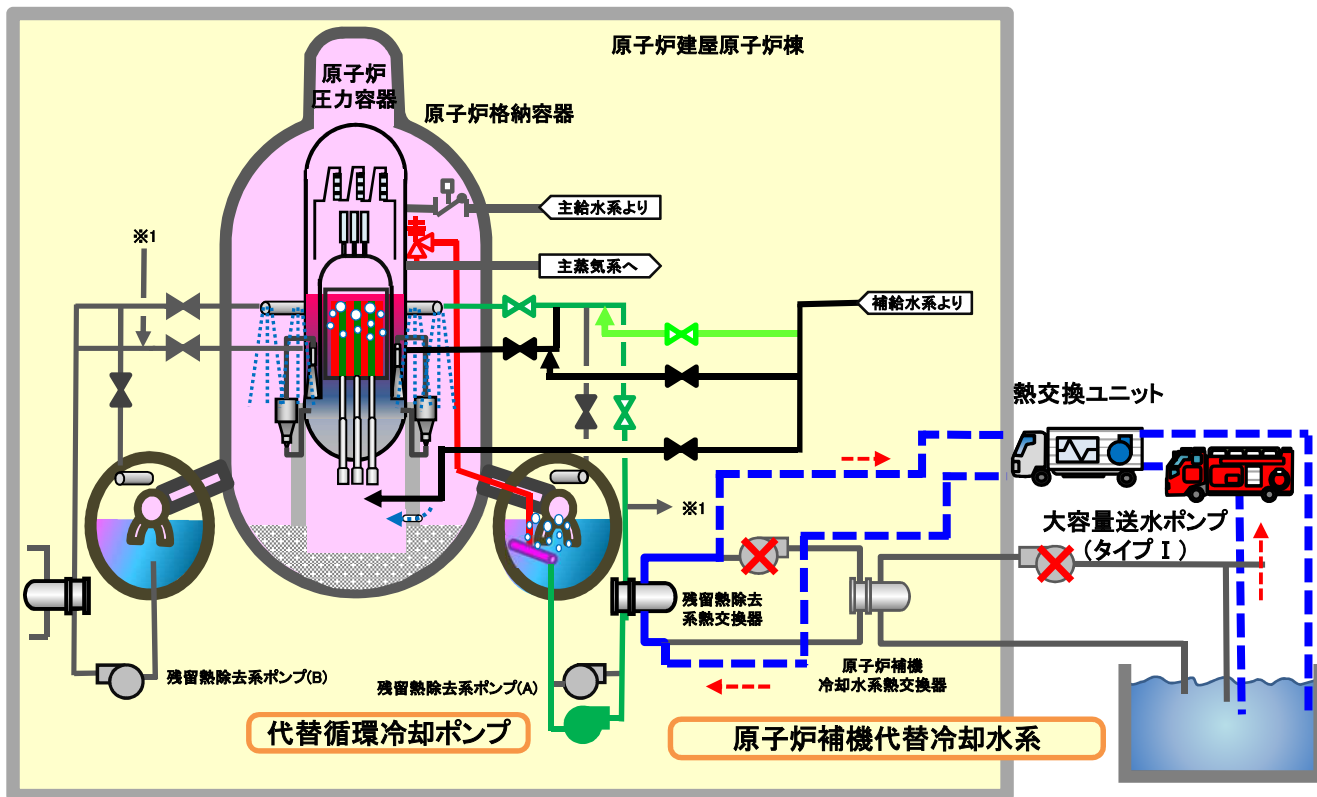 原子炉建屋原子炉棟
原子炉
圧力容器
原子炉格納容器
主給水系より
※1
主蒸気系へ
補給水系より
熱交換ユニット
※1
大容量送水ポンプ
（タイプⅠ）
残留熱除去
系熱交換器
原子炉補機
冷却水系熱交換器
残留熱除去系ポンプ(B)
残留熱除去系ポンプ(A)
代替循環冷却ポンプ
原子炉補機代替冷却水系